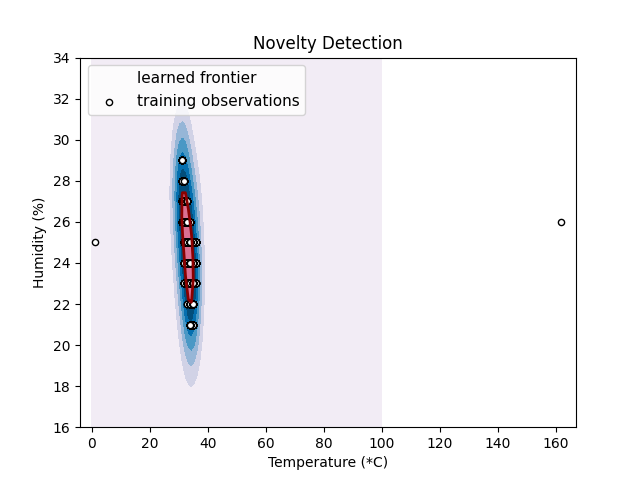 Novelty Detection
learned frontier
training observations
34
32
30
28
26
24
22
20
18
16
Humidity (%)
0 20 40 60 80 100 120 140 160
Temperature (*C)